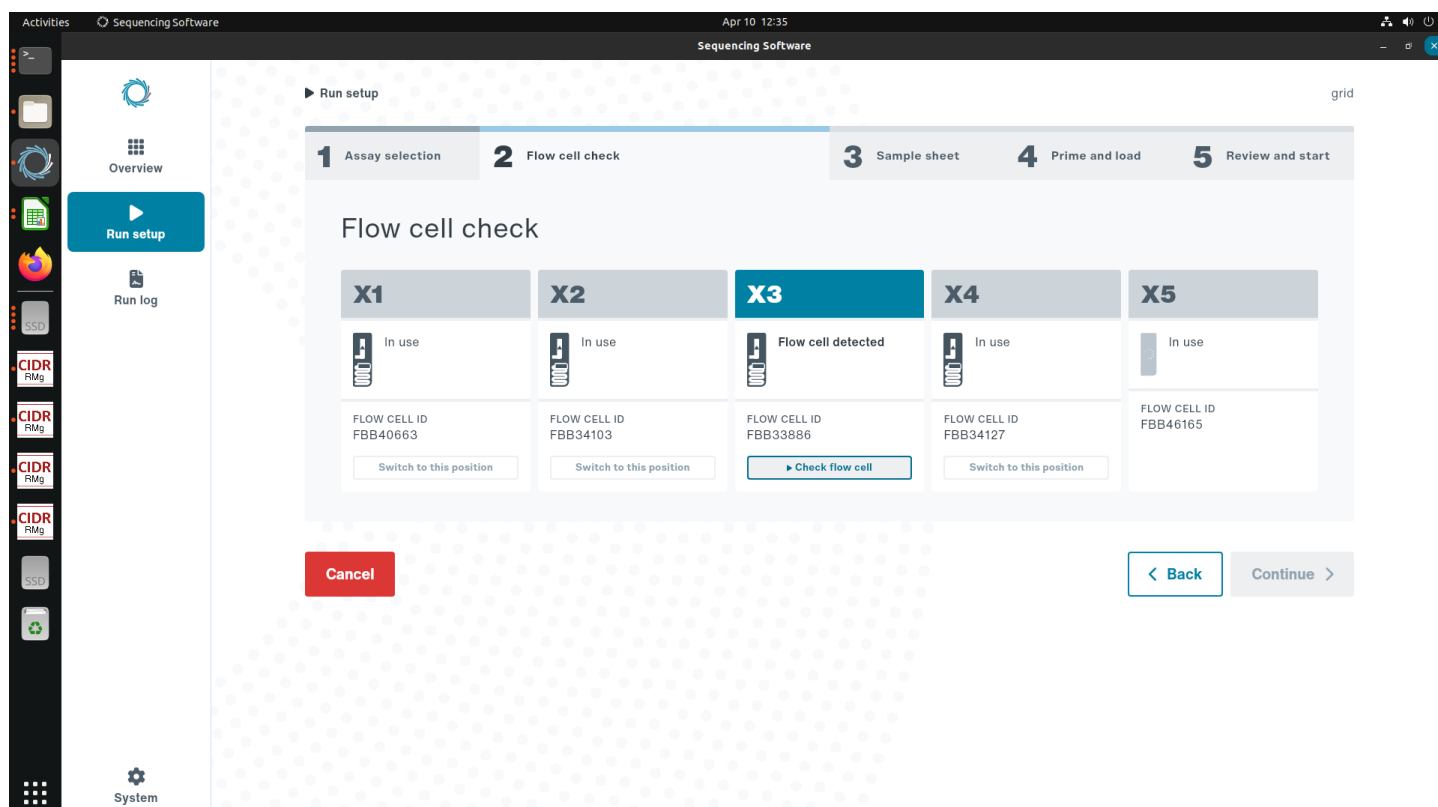 Activities Sequencing Software Apr 10 12:35
Sequencing Software
>_
Run setup
grid
Overview
Run setup
Run log
System
SSD
CIDR
RMg
CIDR
RMg
CIDR
RMg
CIDR
RMg
SSD
1 Assay selection 2 Flow cell check 3 Sample sheet 4 Prime and load 5 Review and start
Flow cell check
X1 X2 X3 X4 X5
In use In use Flow cell detected In use In use
FLOW CELL ID FLOW CELL ID FLOW CELL ID FLOW CELL ID FLOW CELL ID
FBB40663 FBB34103 FBB33886 FBB34127 FBB46165
Switch to this position Switch to this position Check flow cell Switch to this position
Cancel Back Continue